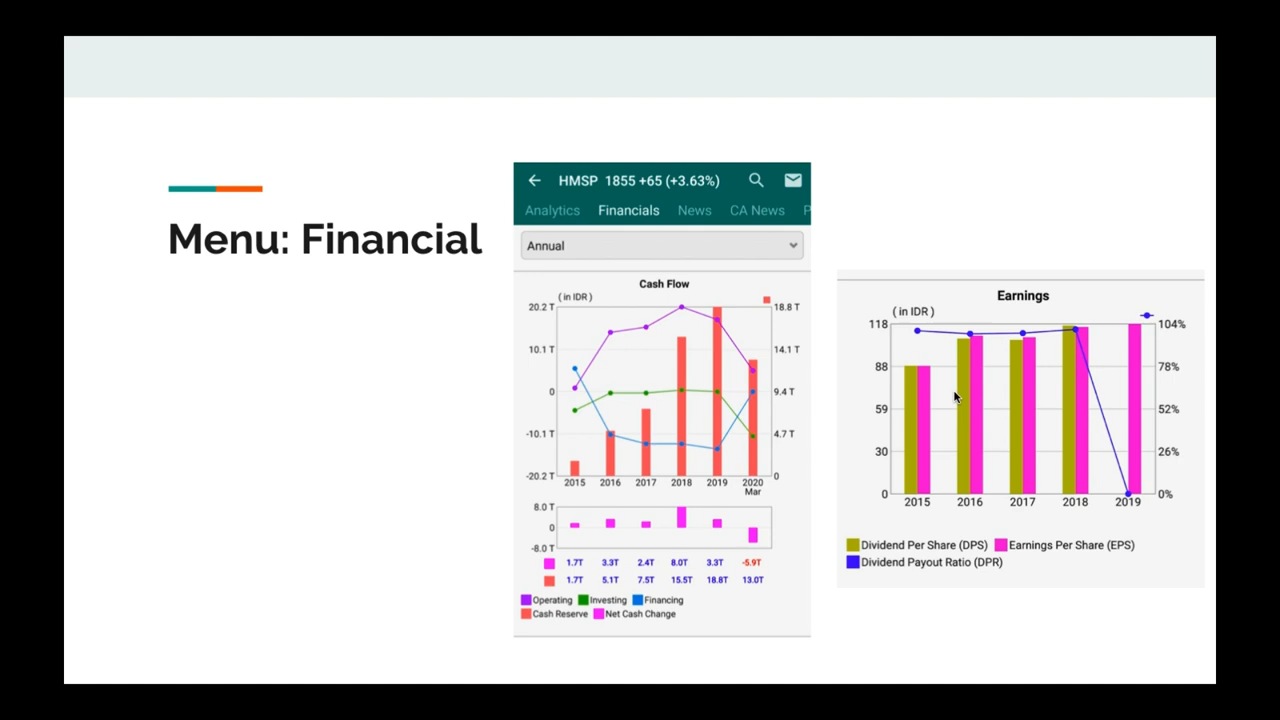 Menu: Financial
HMSP 1855 +65 (+3.63%)
Analytics Financials News CA News P
Annual
Cash Flow
( in IDR )
20.2 T 18.8 T
10.1 T 14.1 T
0 9.4 T
-10.1 T 4.7 T
-20.2 T 0
2015 2016 2017 2018 2019 2020
Mar
8.0 T
0
-8.0 T
1.7T 3.3T 2.4T 8.0T 3.3T -5.9T
1.7T 5.1T 7.5T 15.5T 18.8T 13.0T
Operating Investing Financing
Cash Reserve Net Cash Change
Earnings
( in IDR )
118 104%
88 78%
59 52%
30 26%
0 0%
2015 2016 2017 2018 2019
Dividend Per Share (DPS) Earnings Per Share (EPS)
Dividend Payout Ratio (DPR)